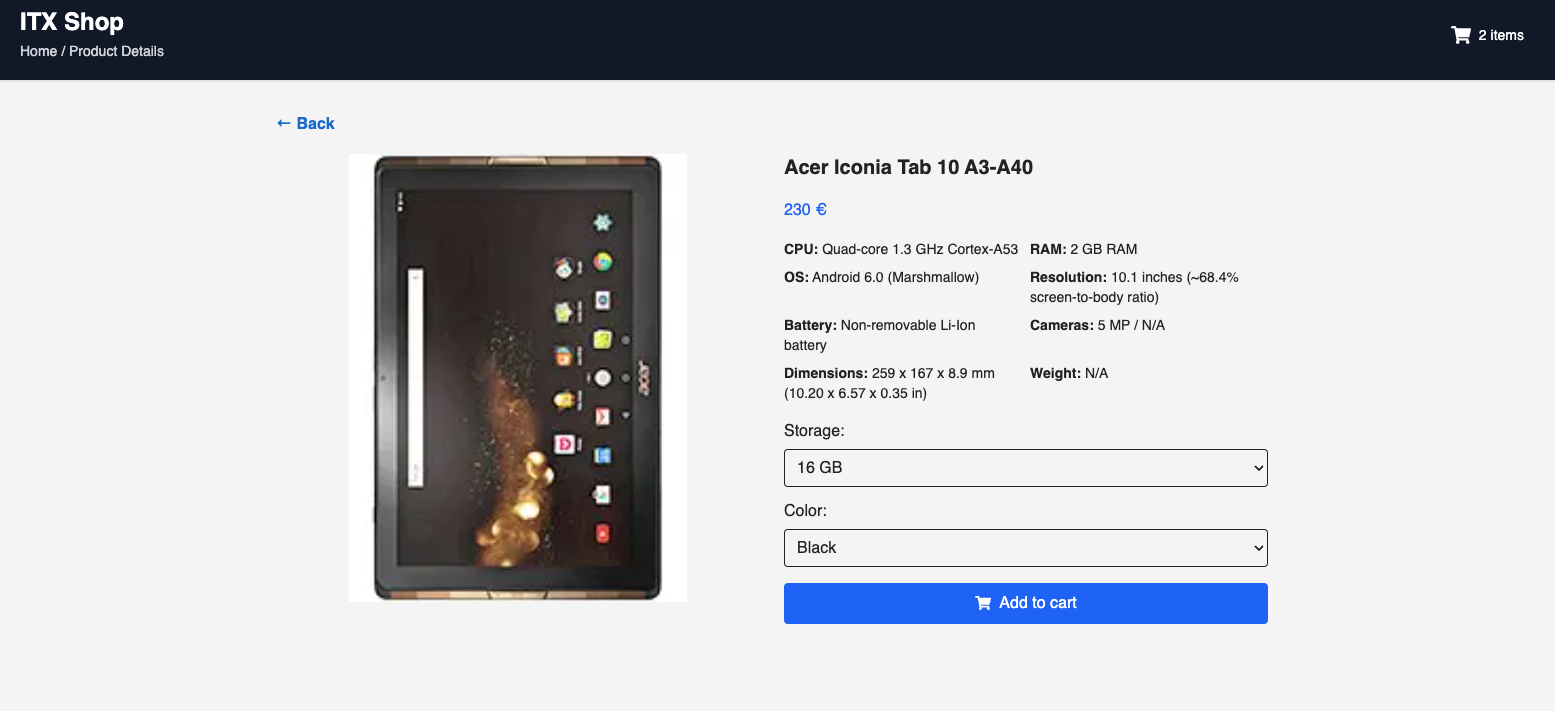 ITX Shop
Home / Product Details
2 items
← Back
Acer Iconia Tab 10 A3-A40
230 €
CPU: Quad-core 1.3 GHz Cortex-A53
RAM: 2 GB RAM
OS: Android 6.0 (Marshmallow)
Resolution: 10.1 inches (~68.4%
screen-to-body ratio)
Battery: Non-removable Li-Ion
battery
Cameras: 5 MP / N/A
Dimensions: 259 x 167 x 8.9 mm
(10.20 x 6.57 x 0.35 in)
Weight: N/A
Storage:
16 GB
Color:
Black
Add to cart
acer